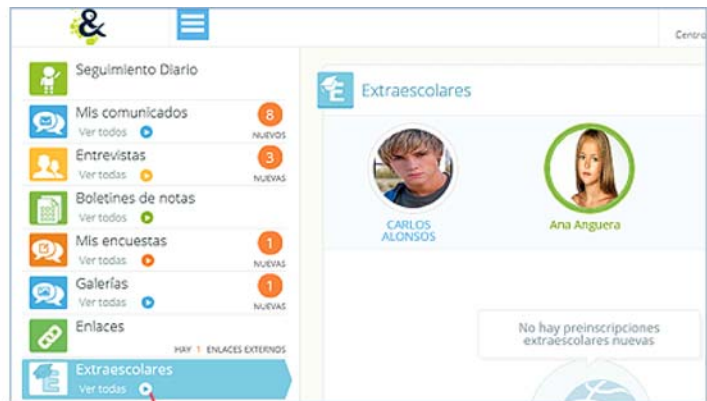 &
Centro
Seguimiento Diario
Mis comunicados
8
Ver todos
NUEVOS
Entrevistas
3
Ver todas
NUEVAS
Boletines de notas
Ver todos
Mis encuestas
1
Ver todas
NUEVAS
Galerías
1
Ver todas
NUEVAS
Enlaces
HAY 1 ENLACES EXTERNOS
Extraescolares
Ver todas
Extraescolares
CARLOS
ALONSOS
Ana Anguera
No hay preinscripciones
extraescolares nuevas